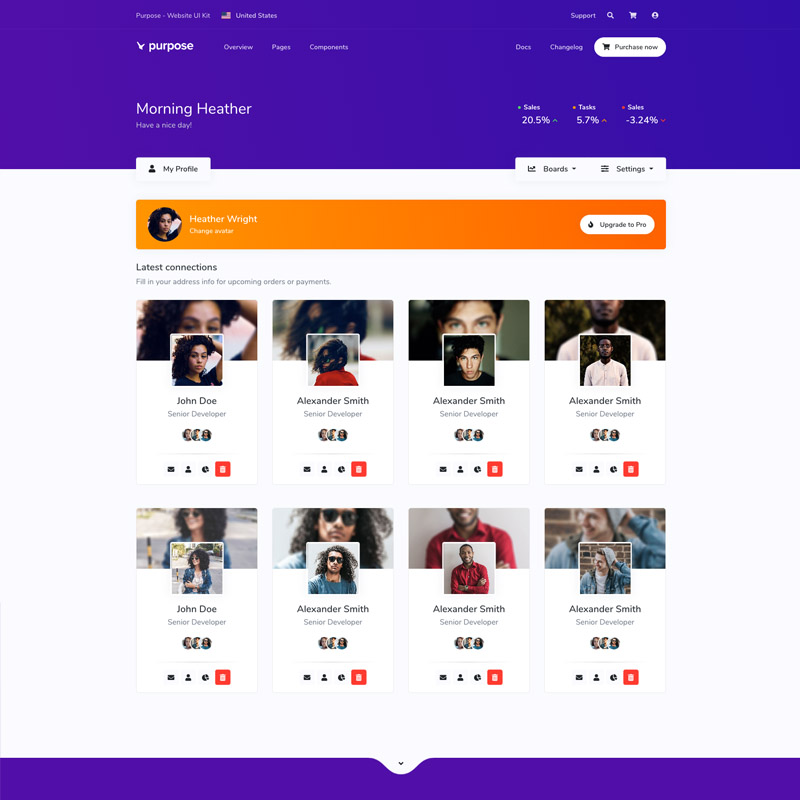 Purpose - Website UI Kit
United States
Support
purpose
Overview
Pages
Components
Docs
Changelog
Purchase now
Morning Heather
Have a nice day!
Sales
20.5%
Tasks
5.7%
Sales
-3.24%
My Profile
Boards
Settings
Heather Wright
Change avatar
Upgrade to Pro
Latest connections
Fill in your address info for upcoming orders or payments.
John Doe
Senior Developer
Alexander Smith
Senior Developer
Alexander Smith
Senior Developer
Alexander Smith
Senior Developer
John Doe
Senior Developer
Alexander Smith
Senior Developer
Alexander Smith
Senior Developer
Alexander Smith
Senior Developer